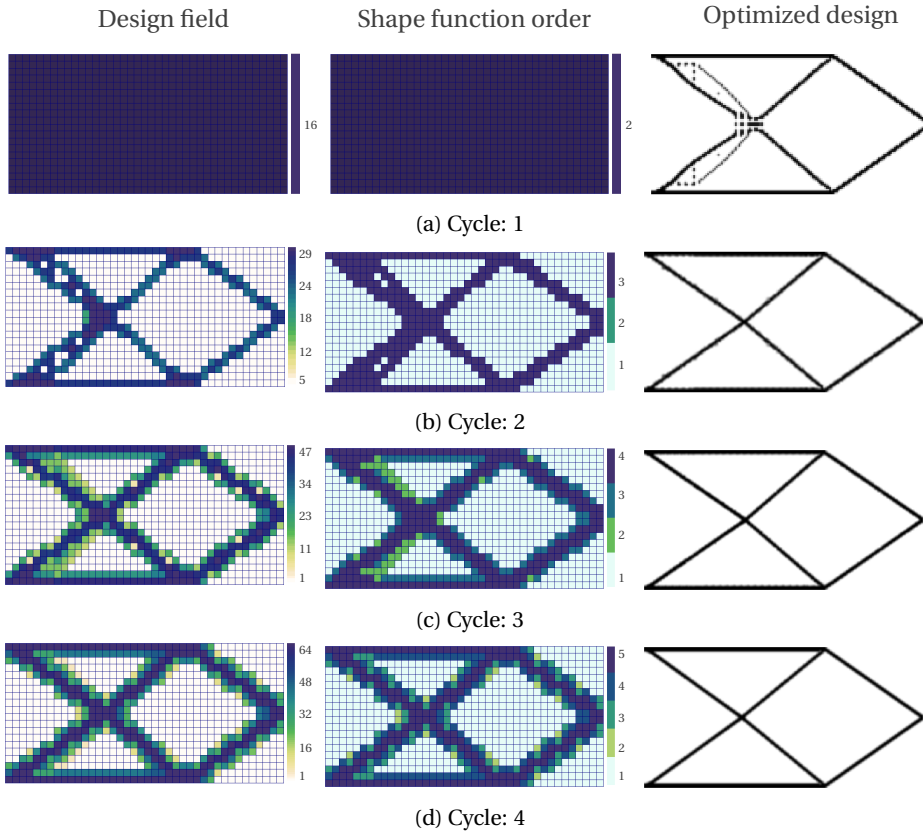 Design field Shape function order Optimized design
16 2
(a) Cycle: 1
29 24 18 12 5
3 2 1
(b) Cycle: 2
47 34 23 11 1
4 3 2 1
(c) Cycle: 3
64 48 32 16 1
5 4 3 2 1
(d) Cycle: 4